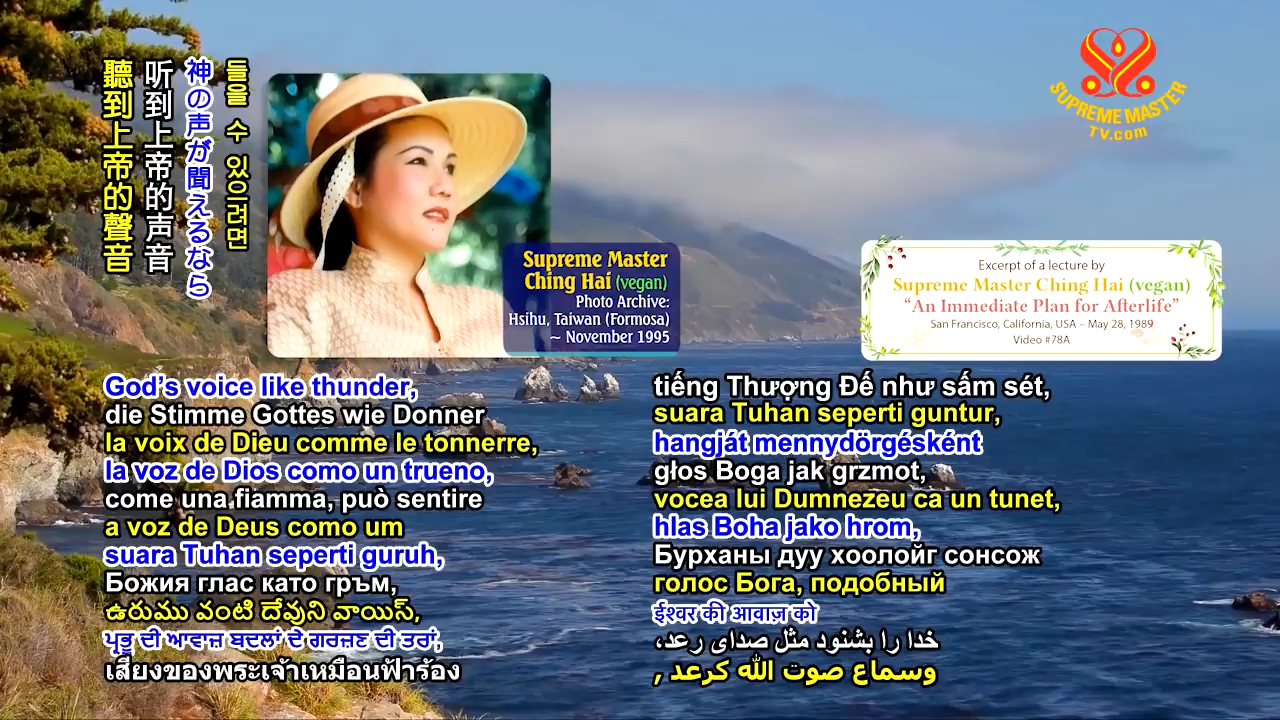 聽到上帝的聲音
听到上帝的声音
神の声が聞えるなら
들을 수 있으려면
SUPREME MASTER
TV.com
Supreme Master
Ching Hai (vegan)
Photo Archive:
Hsihu, Taiwan (Formosa)
~ November 1995
Excerpt of a lecture by
Supreme Master Ching Hai (vegan)
“An Immediate Plan for Afterlife”
San Francisco, California, USA – May 28, 1989
Video #78A
God’s voice like thunder,
die Stimme Gottes wie Donner
la voix de Dieu comme le tonnerre,
la voz de Dios como un trueno,
come una fiamma, può sentire
a voz de Deus como um
suara Tuhan seperti guruh,
Божия глас като гръм,
ఉరుము వంటి దేవుని వాయిస్,
ਪ੍ਰਭੂ ਦੀ ਆਵਾਜ਼ ਬਦਲਾਂ ਦੇ ਗਰਜ਼ਣ ਦੀ ਤਰਾਂ,
เสียงของพระเจ้าเหมือนฟ้าร้อง
tiếng Thượng Đế như sấm sét,
suara Tuhan seperti guntur,
hangját mennydörgésként
głos Boga jak grzmot,
vocea lui Dumnezeu ca un tunet,
hlas Boha jako hrom,
Бурханы дуу хоолойг сонсож
голос Бога, подобный
ईश्वर की आवाज़ को
خدا را بشنود مثل صدای رعد،
وسماع صوت الله كرعد ,